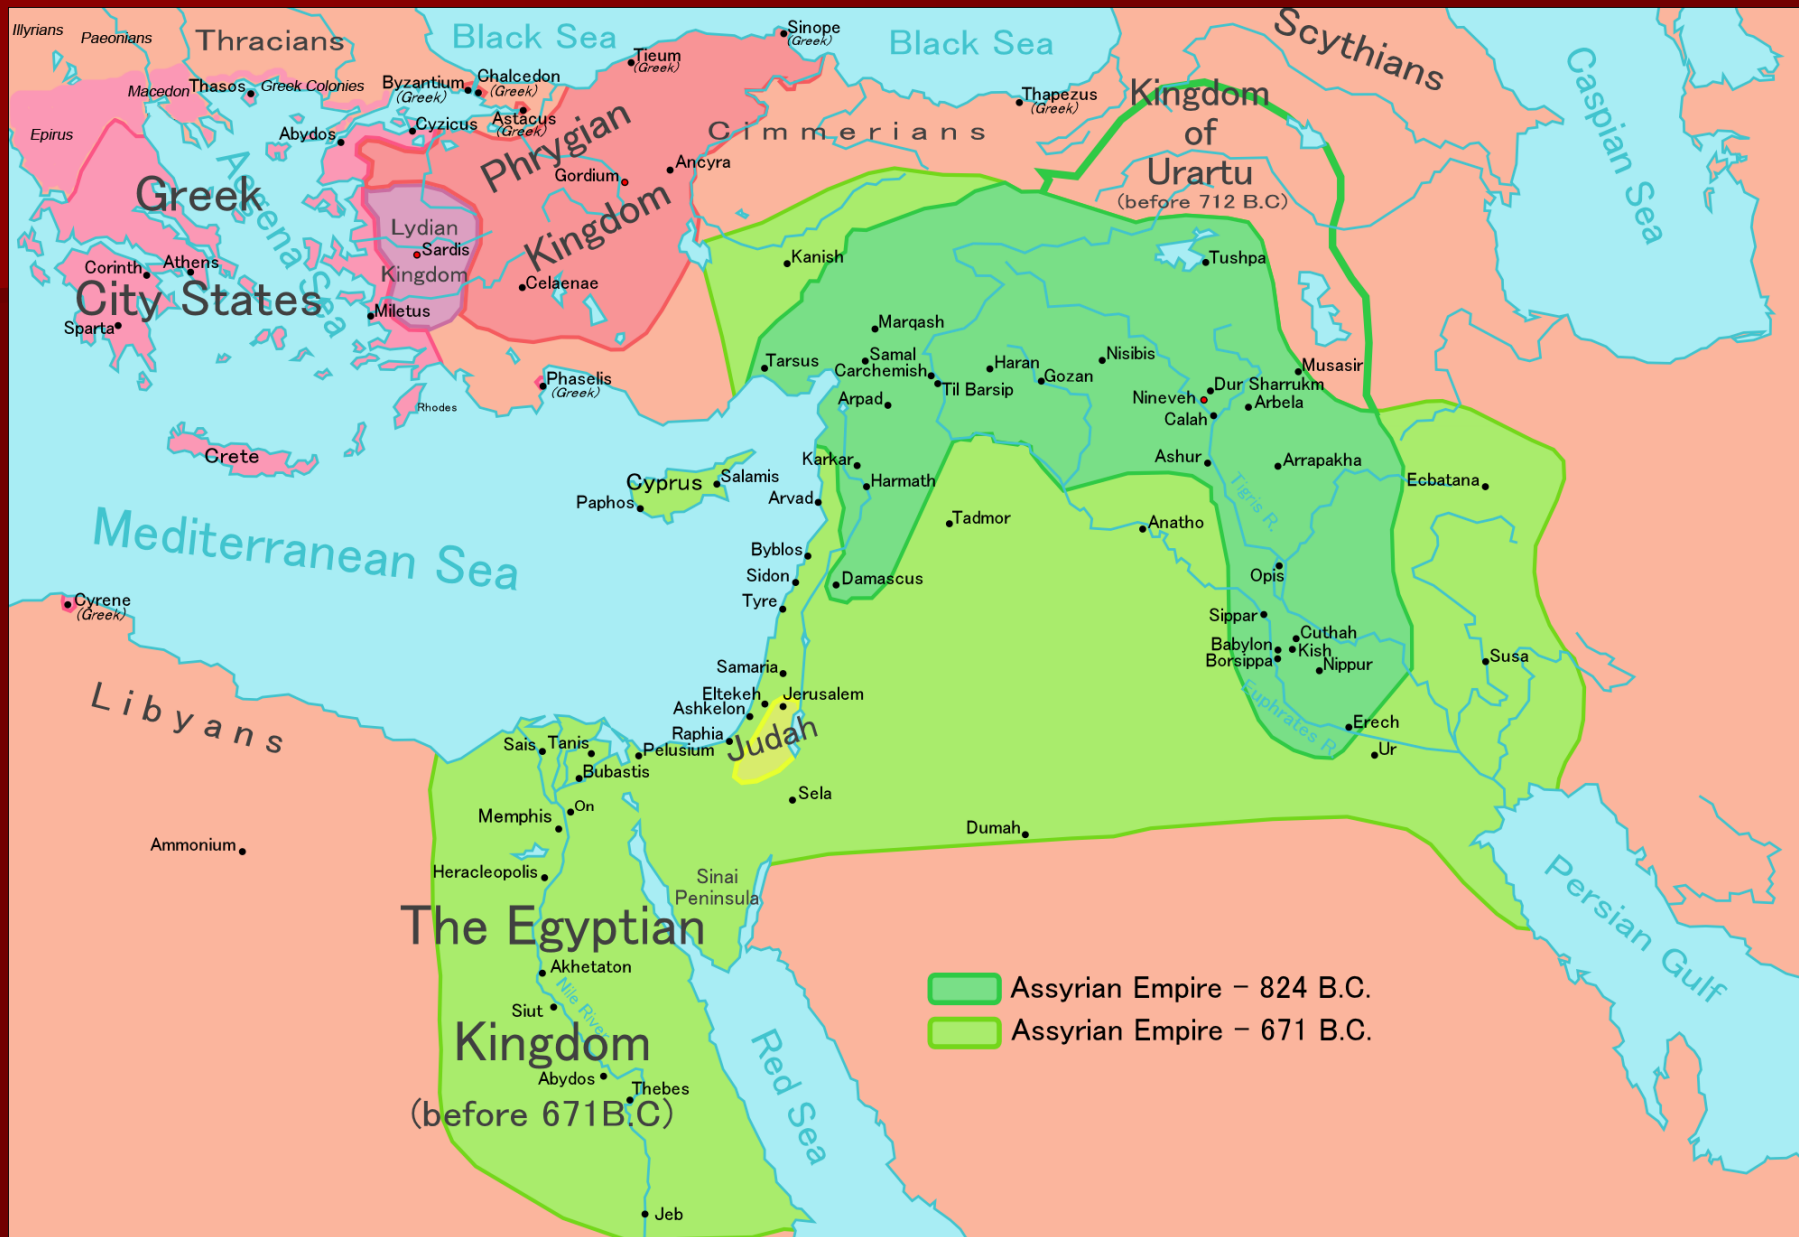 Illyrians
Paeonians
Thracians
Black Sea
Sinope
(Greek)
Black Sea
Scythians
Caspian Sea
Tieum
(Greek)
Macedon
Thasos
Greek Colonies
Byzantium
(Greek)
Chalcedon
(Greek)
Astacus
(Greek)
Thapezus
(Greek)
Kingdom
of
Urartu
(before 712 B.C)
Epirus
Abydos
Cyzicus
Cimmerians
Phrygian
Kingdom
Gordium
Ancyra
Greek
City States
Aegena Sea
Lydian
Kingdom
Sardis
Celaenae
Miletus
Corinth
Athens
Sparta
Kanish
Tushpa
Marqash
Tarsus
Samal
Carchemish
Til Barsip
Haran
Gozan
Nisibis
Musasir
Dur Sharrukm
Nineveh
Arbela
Calah
Arpad
Phaselis
(Greek)
Rhodes
Crete
Cyprus
Salamis
Paphos
Karkar
Harmath
Arvad
Ashur
Arrapakha
Ecbatana
Tigris R.
Tadmor
Anatho
Mediterranean Sea
Byblos
Sidon
Damascus
Tyre
Opis
Cyrene
(Greek)
Sippar
Cuthah
Babylon
Kish
Borsippa
Nippur
Susa
Samaria
Eltekeh
Jerusalem
Ashkelon
Raphia
Judah
Euphrates R.
Erech
Ur
Libyans
Sais
Tanis
Pelusium
Bubastis
Sela
On
Memphis
Dumah
Ammonium
Heracleopolis
Sinai
Peninsula
Persian Gulf
The Egyptian
Kingdom
(before 671B.C)
Akhetaton
Nile River
Siut
Abydos
Thebes
Red Sea
Jeb
Assyrian Empire - 824 B.C.
Assyrian Empire - 671 B.C.